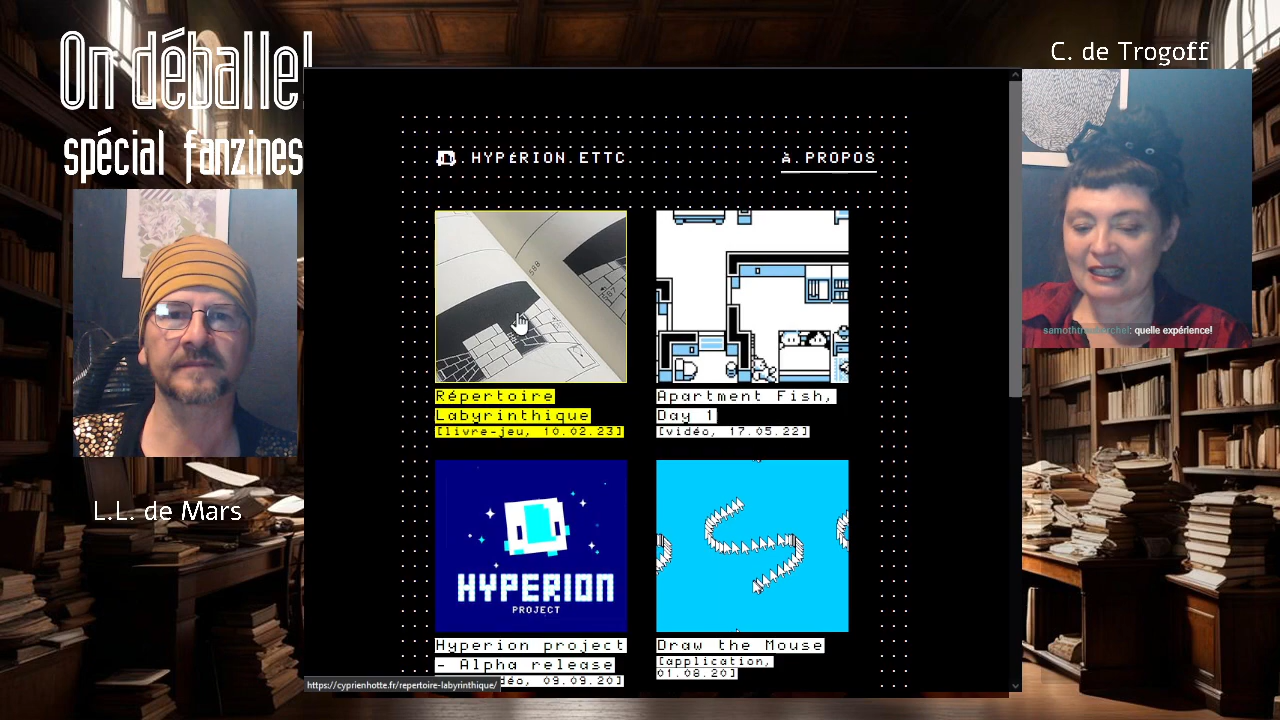 On déballe!
spécial fanzines
C. de Trogoff
HYPERION ETTC
À PROPOS
quelle expérience!
Répertoire
Labyrinthique
[livre-jeu, 10.02.23]
Apartment Fish,
Day 1
[vidéo, 17.05.22]
L.L. de Mars
HYPERION
PROJECT
Hyperion project
- Alpha release
déo, 09.09.20]
Draw the Mouse
[application,
01.08.20]
https://cyprienhotte.fr/repertoire-labyrinthique/